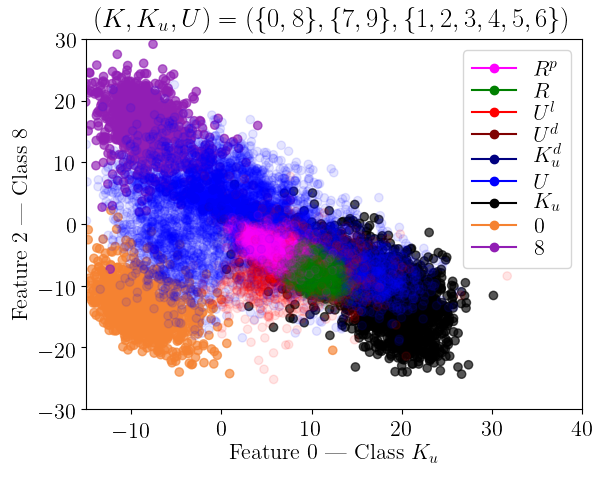 (K, K_u, U) = ({0, 8}, {7, 9}, {1, 2, 3, 4, 5, 6})
Feature 2 — Class 8
30
20
10
0
−10
−20
−30
R^p
R
U^l
U^d
K_u^d
U
K_u
0
8
−10
0
10
20
30
40
Feature 0 — Class K_u